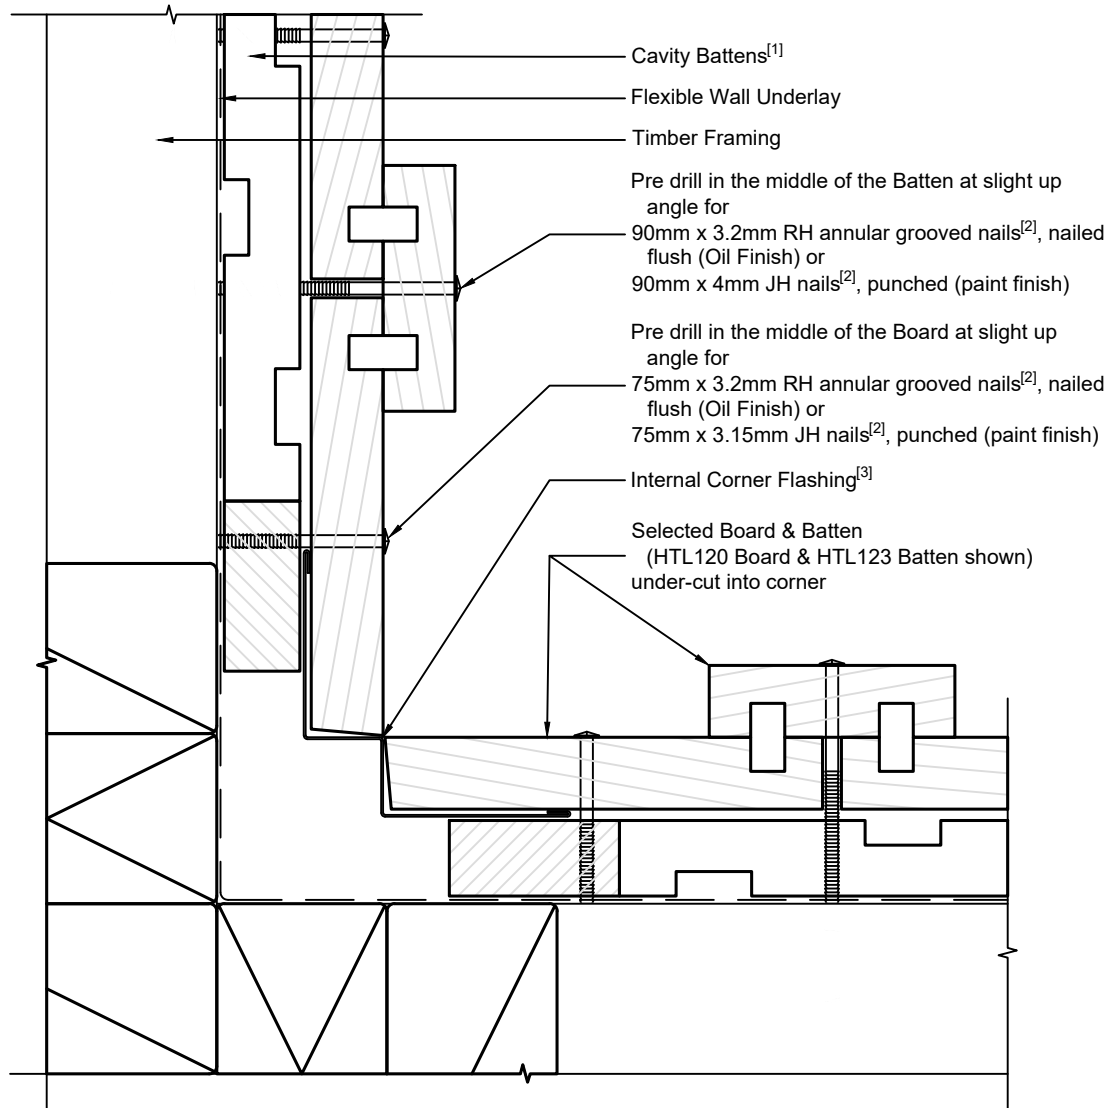 Cavity Battens[1]
Flexible Wall Underlay
Timber Framing
Pre drill in the middle of the Batten at slight up
angle for
90mm x 3.2mm RH annular grooved nails[2], nailed
flush (Oil Finish) or
90mm x 4mm JH nails[2], punched (paint finish)
Pre drill in the middle of the Board at slight up
angle for
75mm x 3.2mm RH annular grooved nails[2], nailed
flush (Oil Finish) or
75mm x 3.15mm JH nails[2], punched (paint finish)
Internal Corner Flashing[3]
Selected Board & Batten
(HTL120 Board & HTL123 Batten shown)
under-cut into corner